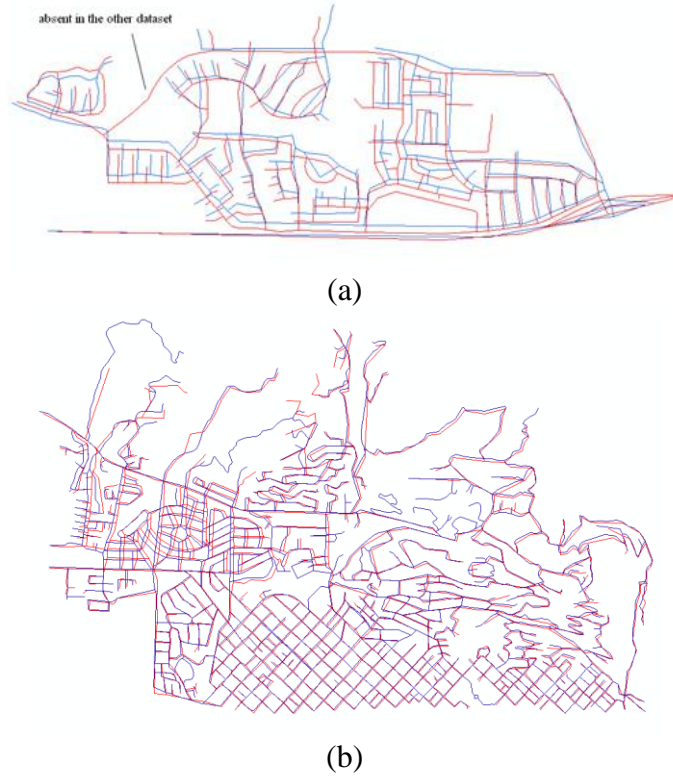 absent in the other dataset
(a)
(b)